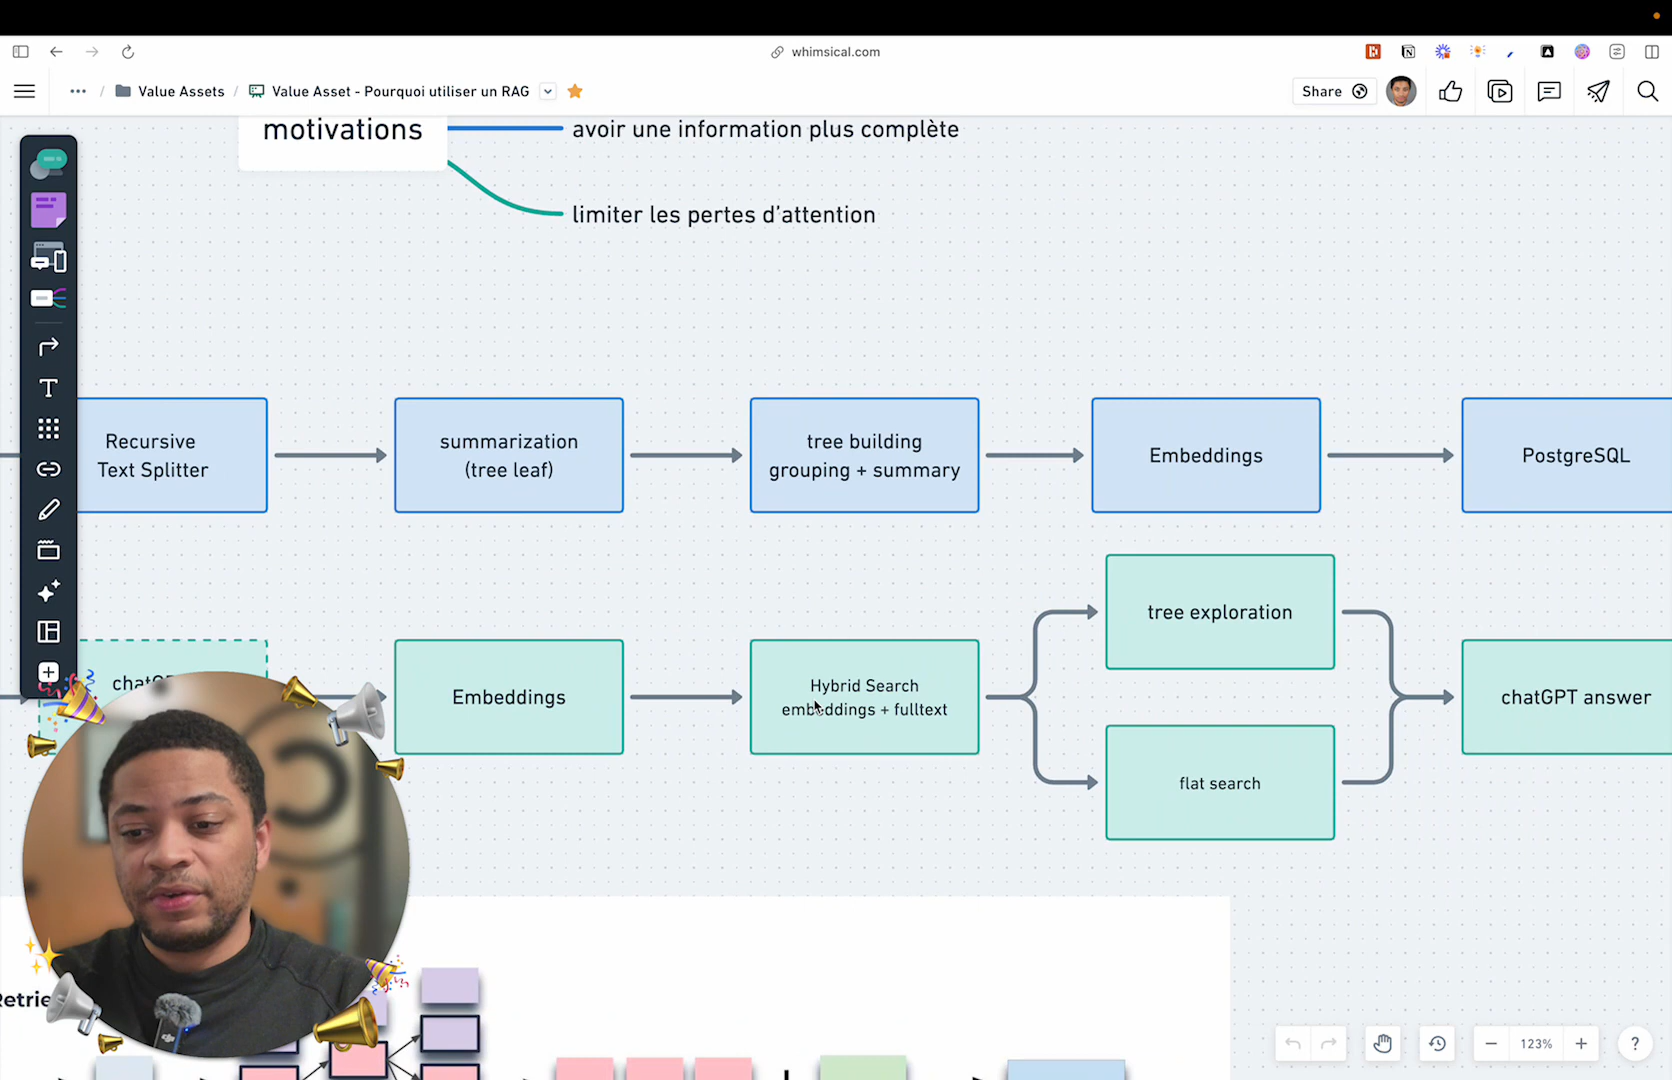 whimsical.com
Value Assets / Value Asset - Pourquoi utiliser un RAG
Share
motivations
avoir une information plus complète
limiter les pertes d'attention
Recursive
Text Splitter
summarization
(tree leaf)
tree building
grouping + summary
Embeddings
PostgreSQL
Embeddings
Hybrid Search
embeddings + fulltext
tree exploration
flat search
chatGPT answer
123%